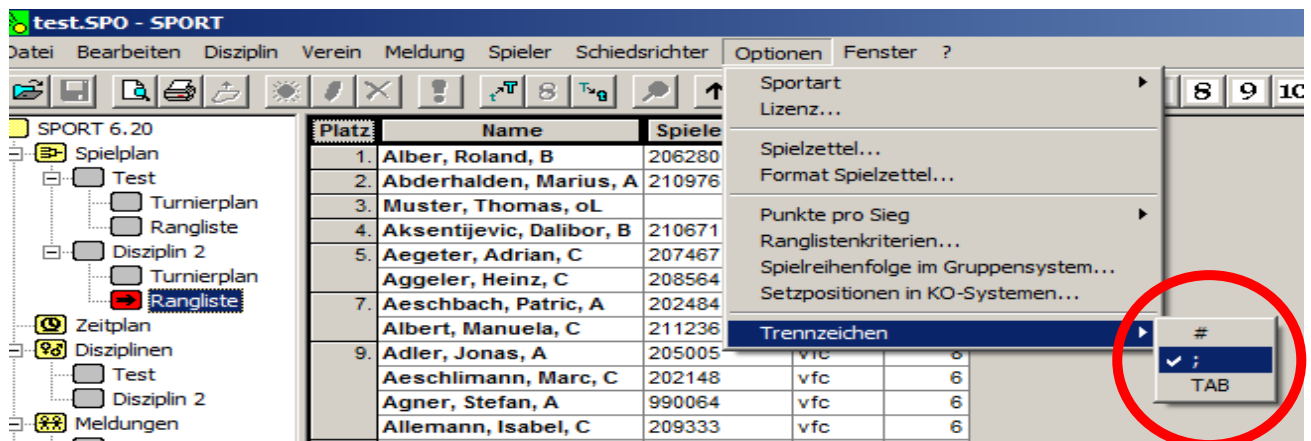 test.SPO - SPORT
Datei Bearbeiten Disziplin Verein Meldung Spieler Schiedsrichter Optionen Fenster ?
8 9 10
SPORT 6.20
Spielplan
Test
Turnierplan
Rangliste
Disziplin 2
Turnierplan
Rangliste
Zeitplan
Disziplinen
Test
Disziplin 2
Meldungen
Platz Name Spiele
1. Alber, Roland, B 206280
2. Abderhalden, Marius, A 210976
3. Muster, Thomas, oL
4. Aksentijevic, Dalibor, B 210671
5. Aegeter, Adrian, C 207467
Aggeler, Heinz, C 208564
7. Aeschbach, Patric, A 202484
Albert, Manuela, C 211236
9. Adler, Jonas, A 205005 vfc 6
Aeschlimann, Marc, C 202148 vfc 6
Agner, Stefan, A 990064 vfc 6
Allemann, Isabel, C 209333 vfc 6
Sportart
Lizenz...
Spielzettel...
Format Spielzettel...
Punkte pro Sieg
Ranglistenkriterien...
Spielreihenfolge im Gruppensystem...
Setzpositionen in KO-Systemen...
Trennzeichen
#
;
TAB